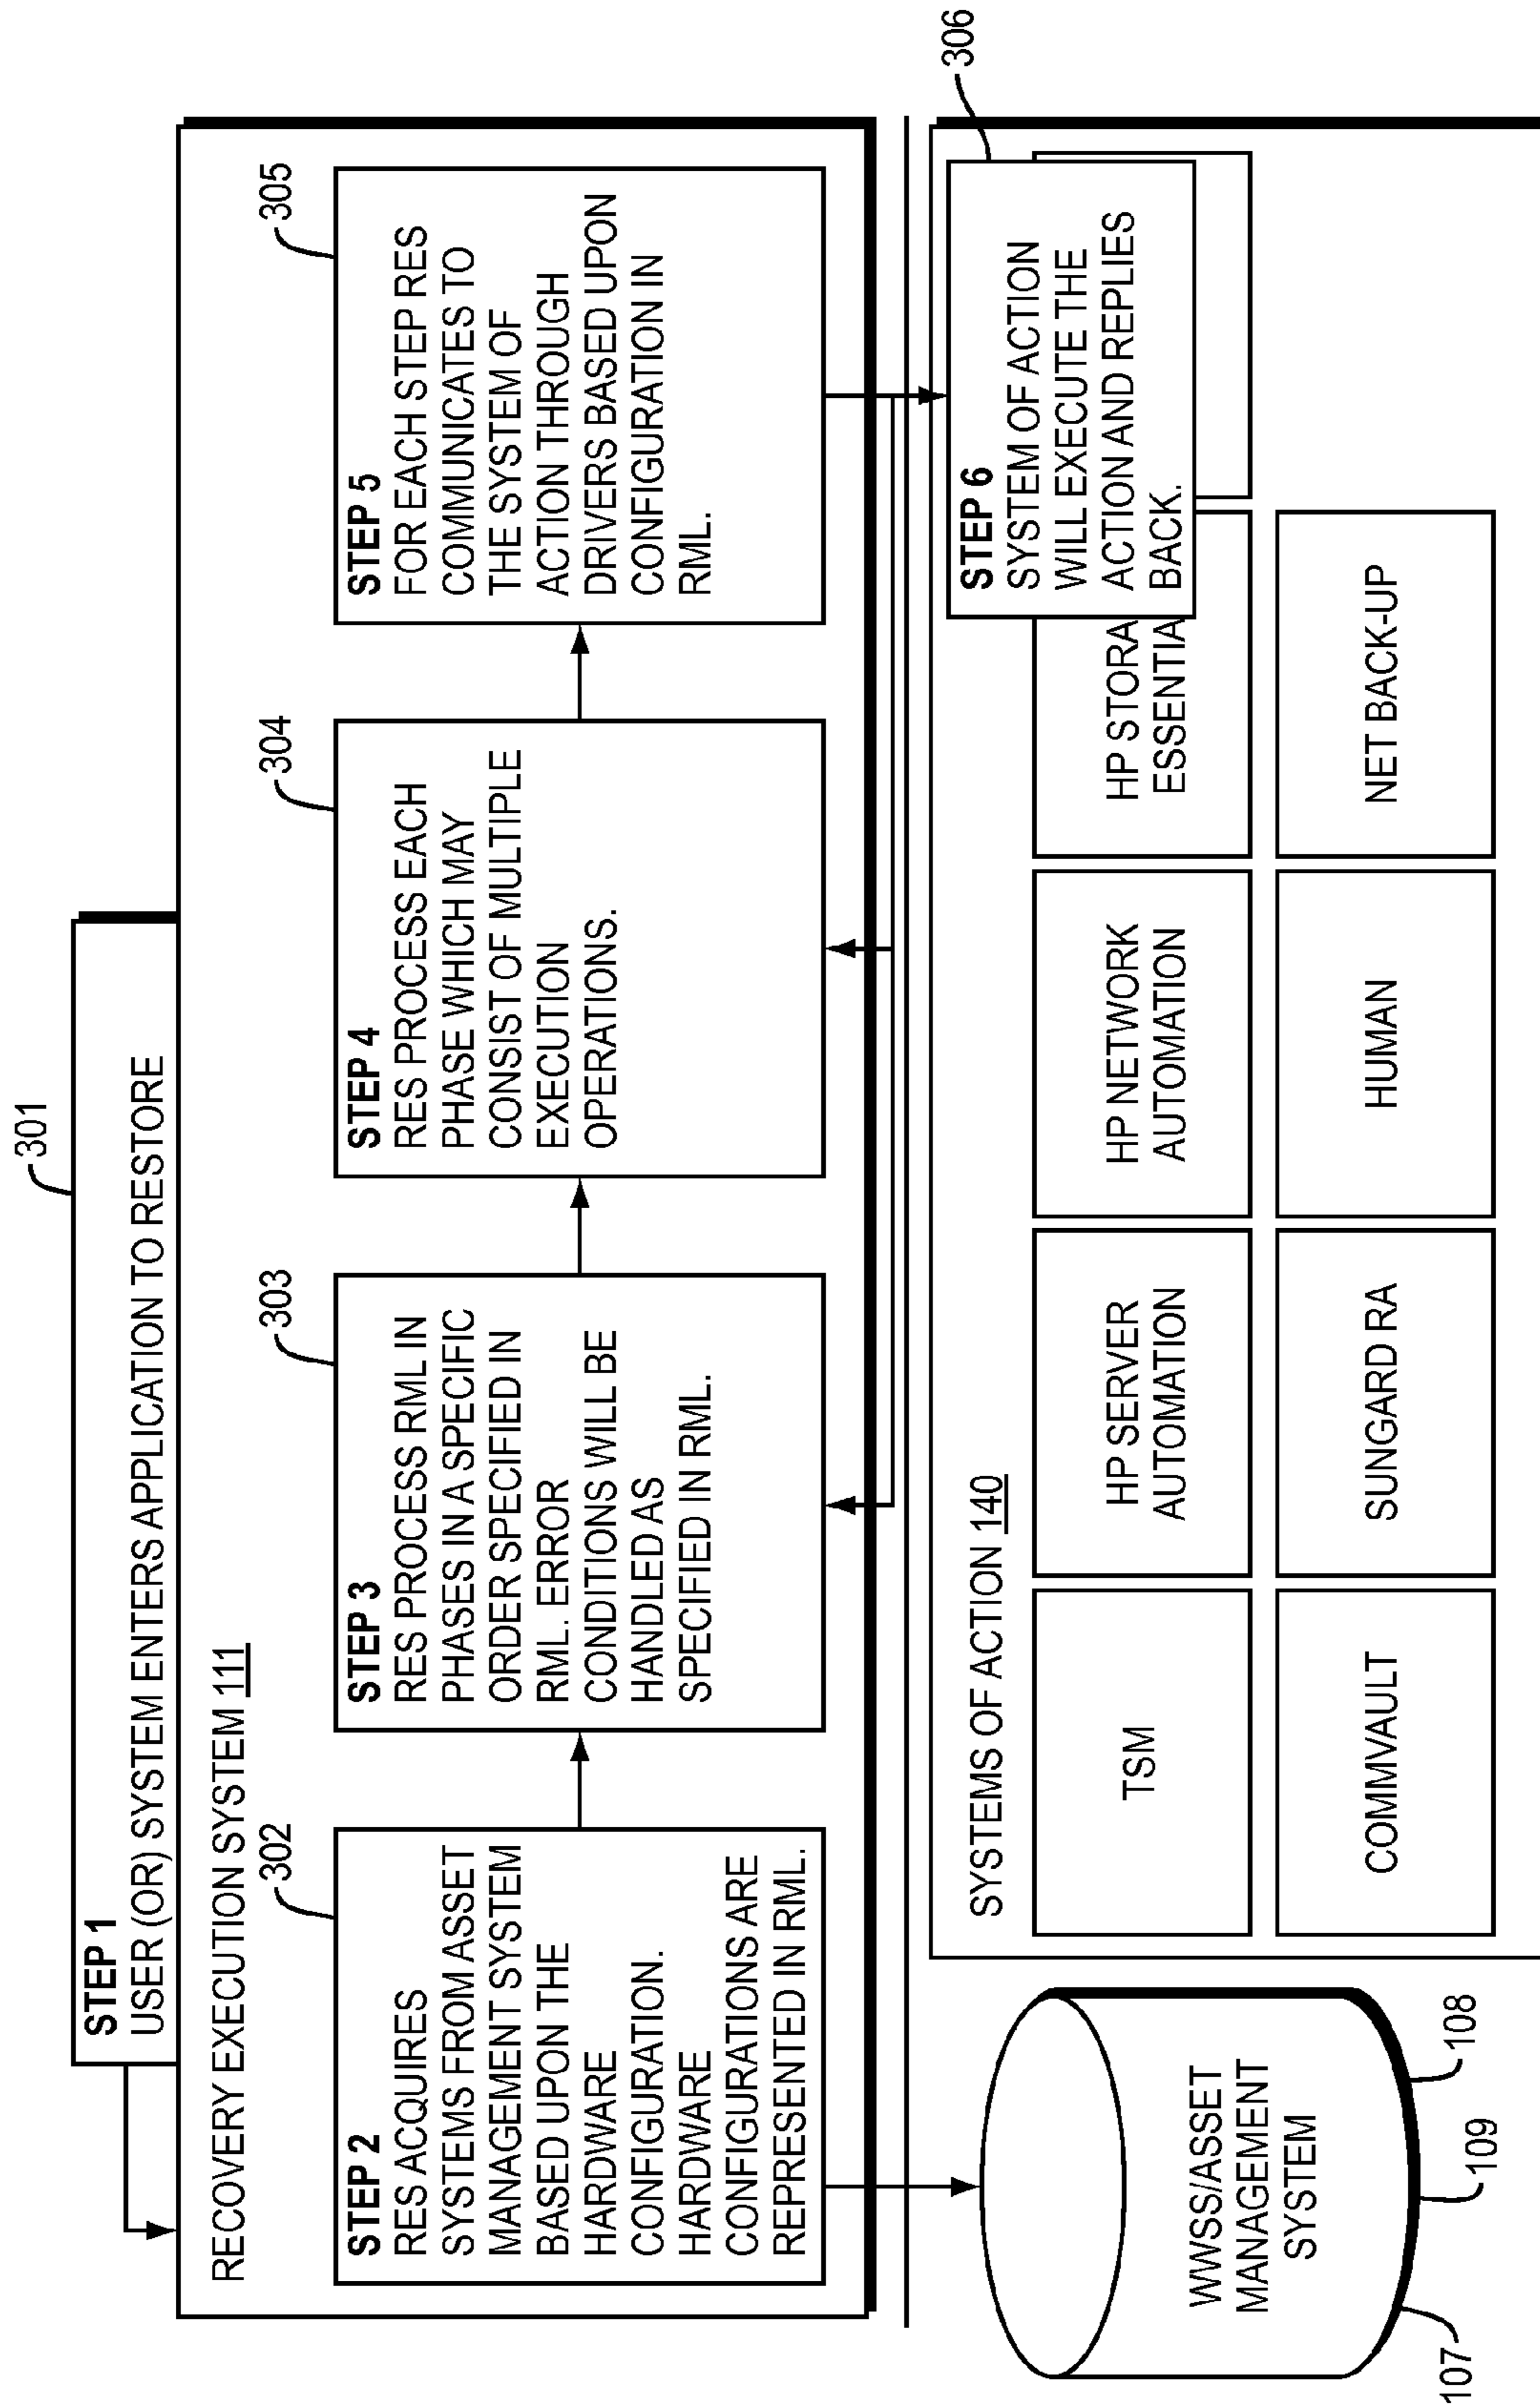 301
STEP 1
USER (OR) SYSTEM ENTERS APPLICATION TO RESTORE
RECOVERY EXECUTION SYSTEM 111
302
STEP 2
RES ACQUIRES
SYSTEMS FROM ASSET
MANAGEMENT SYSTEM
BASED UPON THE
HARDWARE
CONFIGURATION.
HARDWARE
CONFIGURATIONS ARE
REPRESENTED IN RML.
303
STEP 3
RES PROCESS RML IN
PHASES IN A SPECIFIC
ORDER SPECIFIED IN
RML. ERROR
CONDITIONS WILL BE
HANDLED AS
SPECIFIED IN RML.
304
STEP 4
RES PROCESS EACH
PHASE WHICH MAY
CONSIST OF MULTIPLE
EXECUTION
OPERATIONS.
305
STEP 5
FOR EACH STEP RES
COMMUNICATES TO
THE SYSTEM OF
ACTION THROUGH
DRIVERS BASED UPON
CONFIGURATION IN
RML.
306
STEP 6
SYSTEM OF ACTION
WILL EXECUTE THE
ACTION AND REPLIES
BACK.
SYSTEMS OF ACTION 140
TSM
HP SERVER
AUTOMATION
HP NETWORK
AUTOMATION
HP STORA
ESSENTIA
COMMVAULT
SUNGARD RA
HUMAN
NET BACK-UP
WWSS/ASSET
MANAGEMENT
SYSTEM
107
109
108